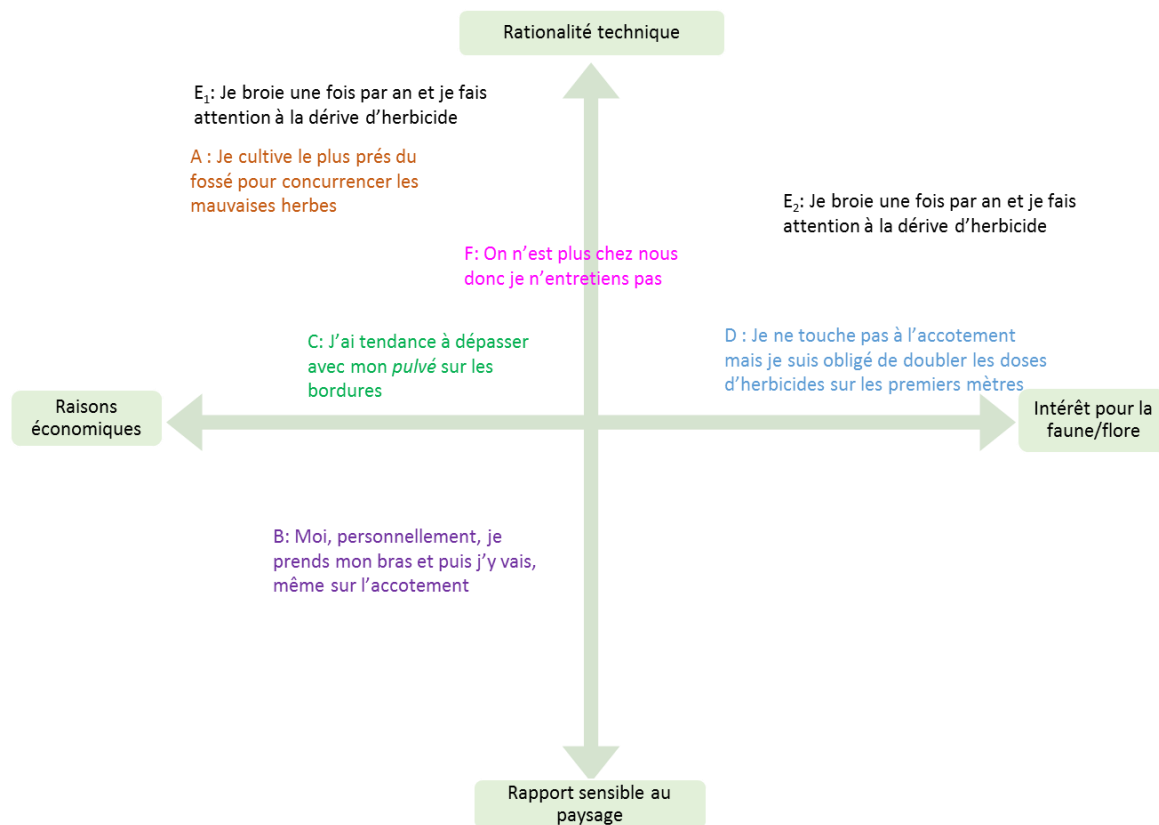 Rationalité technique
E₁: Je broie une fois par an et je fais
attention à la dérive d’herbicide
A : Je cultive le plus prés du
fossé pour concurrencer les
mauvaises herbes
E₂: Je broie une fois par an et je fais
attention à la dérive d’herbicide
F: On n’est plus chez nous
donc je n’entretiens pas
C: J’ai tendance à dépasser
avec mon pulvé sur les
bordures
D : Je ne touche pas à l’accotement
mais je suis obligé de doubler les doses
d’herbicides sur les premiers mètres
Raisons
économiques
Intérêt pour la
faune/flore
B: Moi, personnellement, je
prends mon bras et puis j’y vais,
même sur l’accotement
Rapport sensible au
paysage